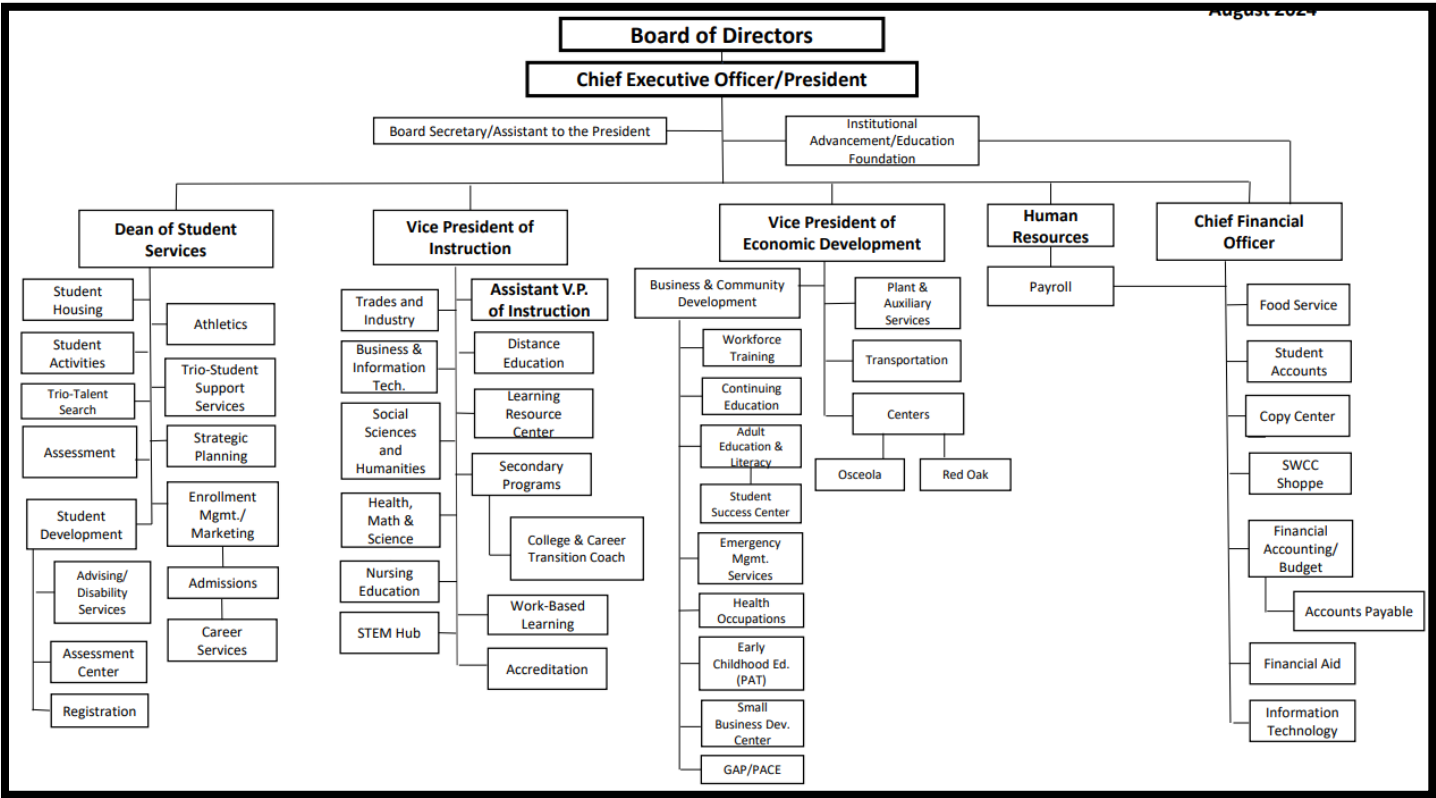 August 2024
Board of Directors
Chief Executive Officer/President
Board Secretary/Assistant to the President
Institutional
Advancement/Education
Foundation
Dean of Student
Services
Vice President of
Instruction
Vice President of
Economic Development
Human
Resources
Chief Financial
Officer
Student
Housing
Athletics
Student
Activities
Trio-Student
Support
Services
Trio-Talent
Search
Strategic
Planning
Assessment
Enrollment
Mgmt./
Marketing
Student
Development
Admissions
Advising/
Disability
Services
Career
Services
Assessment
Center
Registration
Trades and
Industry
Assistant V.P.
of Instruction
Business &
Information
Tech.
Distance
Education
Social
Sciences
and
Humanities
Learning
Resource
Center
Secondary
Programs
Health,
Math &
Science
College & Career
Transition Coach
Nursing
Education
Work-Based
Learning
STEM Hub
Accreditation
Business & Community
Development
Plant &
Auxiliary
Services
Workforce
Training
Transportation
Continuing
Education
Centers
Adult
Education &
Literacy
Osceola
Red Oak
Student
Success Center
Emergency
Mgmt.
Services
Health
Occupations
Early
Childhood Ed.
(PAT)
Small
Business Dev.
Center
GAP/PACE
Payroll
Food Service
Student
Accounts
Copy Center
SWCC
Shoppe
Financial
Accounting/
Budget
Accounts Payable
Financial Aid
Information
Technology